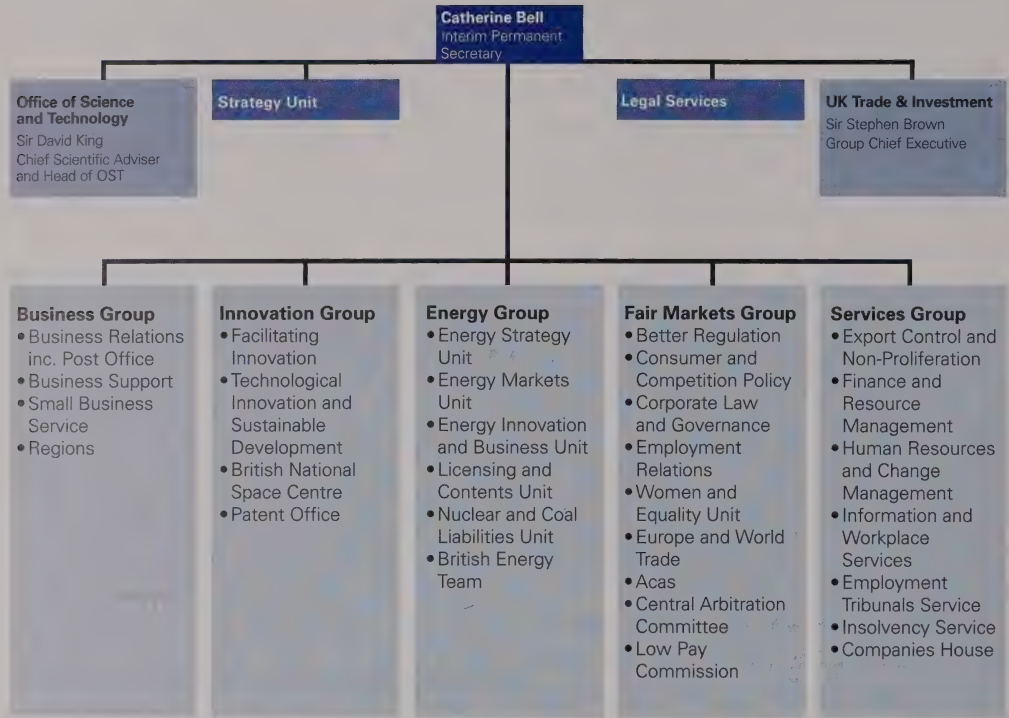 Catherine Bell
Interim Permanent
Secretary
Office of Science
and Technology
Sir David King
Chief Scientific Adviser
and Head of OST
Strategy Unit
Legal Services
UK Trade & Investment
Sir Stephen Brown
Group Chief Executive
Business Group
• Business Relations
inc. Post Office
• Business Support
• Small Business
Service
• Regions
Innovation Group
• Facilitating
Innovation
• Technological
Innovation and
Sustainable
Development
• British National
Space Centre
• Patent Office
Energy Group
• Energy Strategy
Unit
• Energy Markets
Unit
• Energy Innovation
and Business Unit
• Licensing and
Contents Unit
• Nuclear and Coal
Liabilities Unit
• British Energy
Team
Fair Markets Group
• Better Regulation
• Consumer and
Competition Policy
• Corporate Law
and Governance
• Employment
Relations
• Women and
Equality Unit
• Europe and World
Trade
• Acas
• Central Arbitration
Committee
• Low Pay
Commission
Services Group
• Export Control and
Non-Proliferation
• Finance and
Resource
Management
• Human Resources
and Change
Management
• Information and
Workplace
Services
• Employment
Tribunals Service
• Insolvency Service
• Companies House